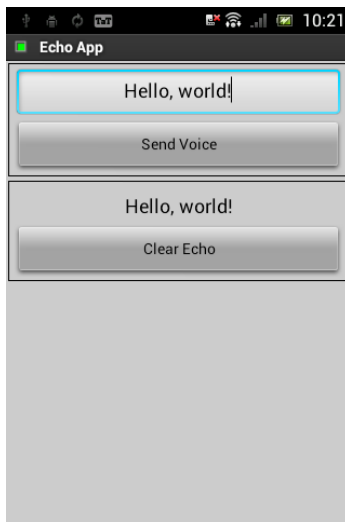 10:21
Echo App
Hello, world!
Send Voice
Hello, world!
Clear Echo